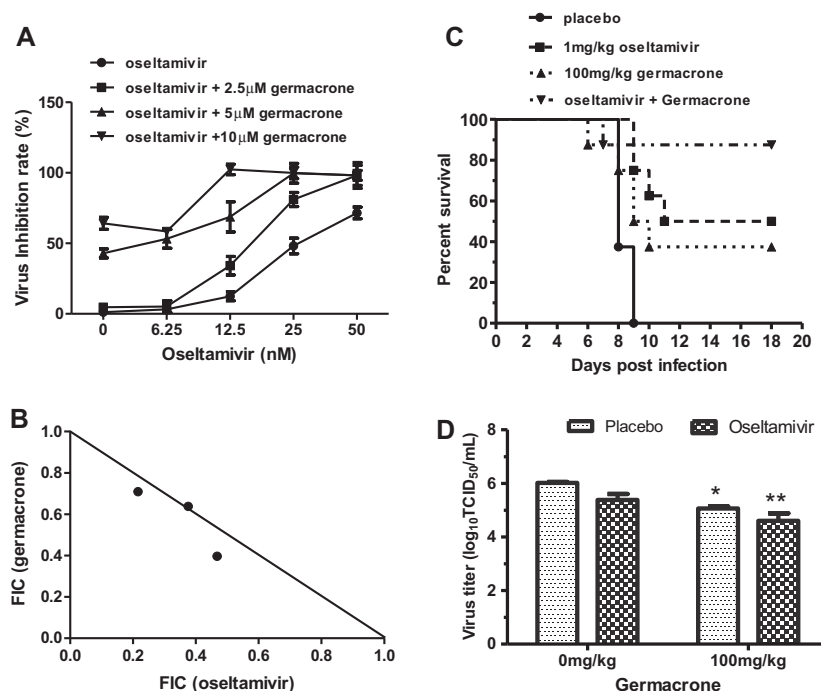 A
oseltamivir
oseltamivir + 2.5μM germacrone
oseltamivir + 5μM germacrone
oseltamivir +10μM germacrone
Virus Inhibition rate (%)
150
100
50
0
0 6.25 12.5 25 50
Oseltamivir (nM)
C
placebo
1mg/kg oseltamivir
100mg/kg germacrone
oseltamivir + Germacrone
Percent survival
100
80
60
40
20
0
0 2 4 6 8 10 12 14 16 18 20
Days post infection
B
FIC (germacrone)
1.0
0.8
0.6
0.4
0.2
0.0
0.0 0.2 0.4 0.6 0.8 1.0
FIC (oseltamivir)
D
Placebo Oseltamivir
Virus titer (log10TCID50/mL)
8
6
4
2
0
* **
0mg/kg 100mg/kg
Germacrone